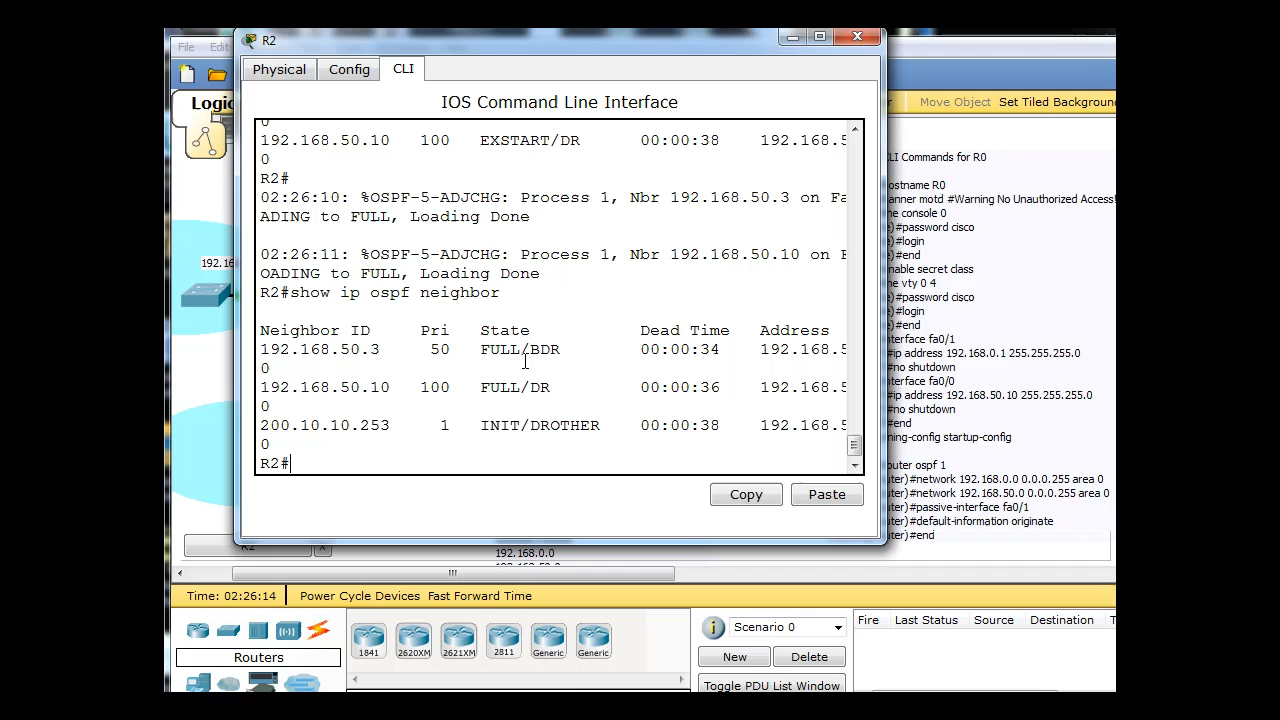 R2
File Edit
Physical Config CLI
Logic
Move Object Set Tiled Background
IOS Command Line Interface
0
192.168.50.10 100 EXSTART/DR 00:00:38 192.168.5
0
R2#
02:26:10: %OSPF-5-ADJCHG: Process 1, Nbr 192.168.50.3 on Fa
ADING to FULL, Loading Done
02:26:11: %OSPF-5-ADJCHG: Process 1, Nbr 192.168.50.10 on
OADING to FULL, Loading Done
R2#show ip ospf neighbor
Neighbor ID Pri State Dead Time Address
192.168.50.3 50 FULL/BDR 00:00:34 192.168.5
0
192.168.50.10 100 FULL/DR 00:00:36 192.168.5
0
200.10.10.253 1 INIT/DROTHER 00:00:38 192.168.5
0
R2#
Copy Paste
192.16
CLI Commands for R0
ostname R0
anner motd #Warning No Unauthorized Access!
ne console 0
e)#password cisco
e)#login
e)#end
nable secret class
ne vty 0 4
e)#password cisco
e)#login
e)#end
nterface fa0/1
#ip address 192.168.0.1 255.255.255.0
#no shutdown
nterface fa0/0
#ip address 192.168.50.10 255.255.255.0
#no shutdown
#end
ning-config startup-config
outer ospf 1
uter)#network 192.168.0.0 0.0.0.255 area 0
uter)#network 192.168.50.0 0.0.0.255 area 0
uter)#passive-interface fa0/1
uter)#default-information originate
uter)#end
R2 X
192.168.0.0
Time: 02:26:14 Power Cycle Devices Fast Forward Time
Routers
1841 2620XM 2621XM 2811 Generic Generic
Scenario 0
New Delete
Toggle PDU List Window
Fire Last Status Source Destination T